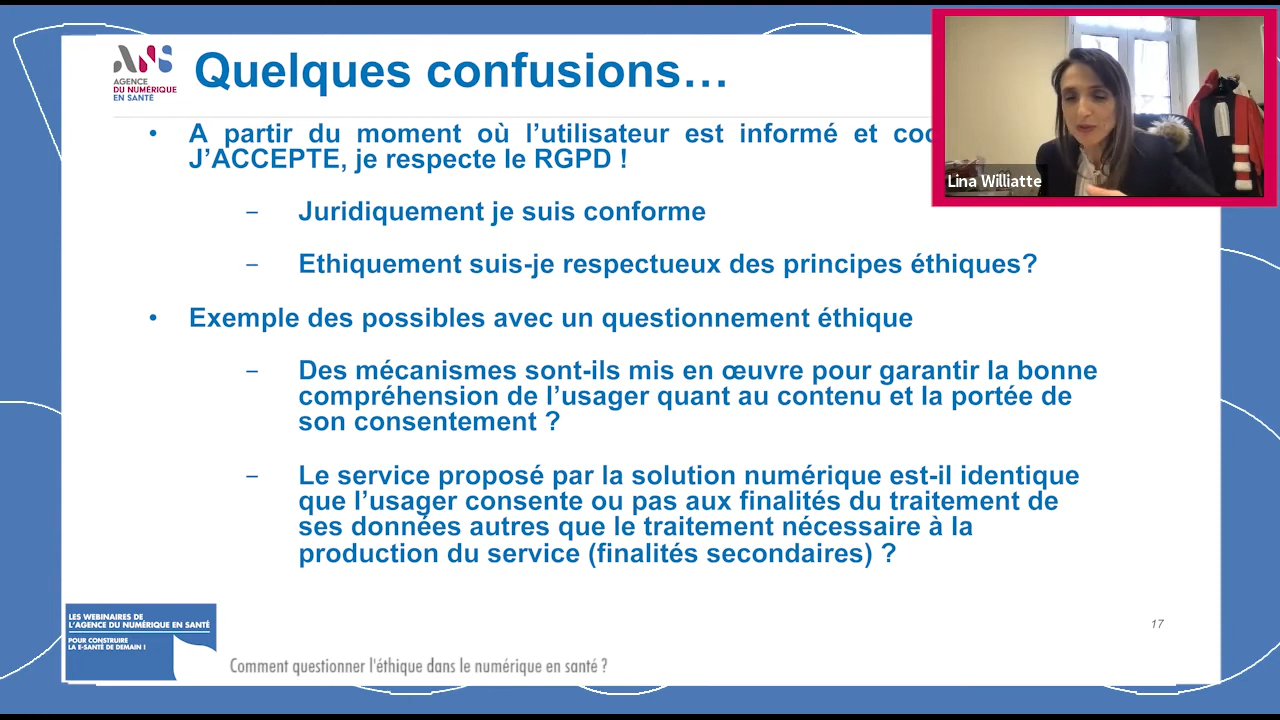 AGENCE
DU NUMÉRIQUE
EN SANTÉ
Quelques confusions…
• A partir du moment où l’utilisateur est informé et
J’ACCEPTE, je respecte le RGPD !
– Juridiquement je suis conforme
– Ethiquement suis-je respectueux des principes éthiques?
• Exemple des possibles avec un questionnement éthique
– Des mécanismes sont-ils mis en œuvre pour garantir la bonne
compréhension de l’usager quant au contenu et la portée de
son consentement ?
– Le service proposé par la solution numérique est-il identique
que l’usager consente ou pas aux finalités du traitement de
ses données autres que le traitement nécessaire à la
production du service (finalités secondaires) ?
Lina Williatte
LES WEBINAIRES DE
L’AGENCE DU NUMÉRIQUE EN SANTÉ
POUR CONSTRUIRE
LA E-SANTÉ DE DEMAIN !
Comment questionner l'éthique dans le numérique en santé ?
17